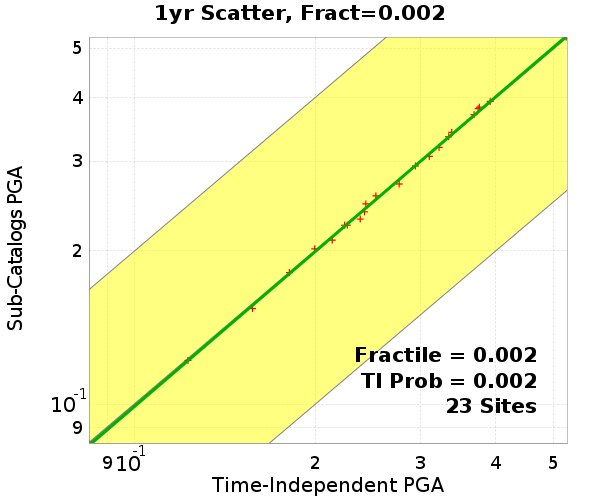 1yr Scatter, Fract=0.002
Sub-Catalogs PGA
5
4
3
2
10-1
9
Fractile = 0.002
TI Prob = 0.002
23 Sites
9 10-1 2 3 4 5
Time-Independent PGA